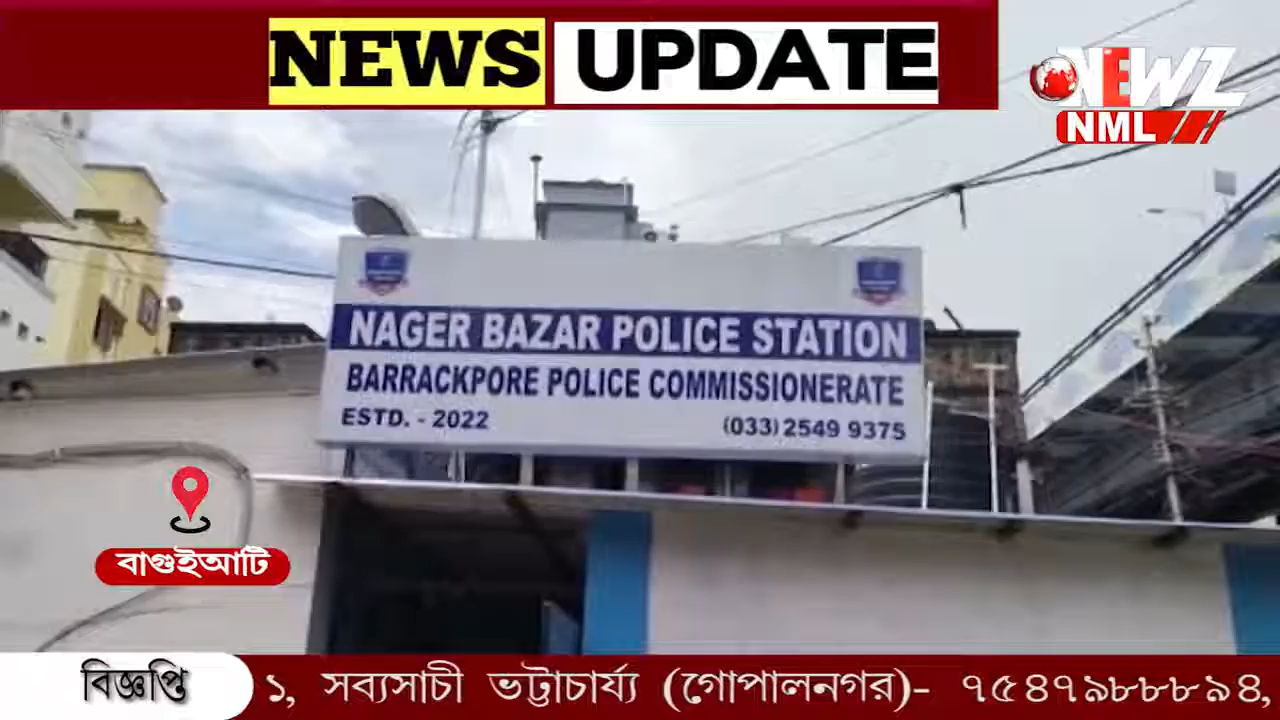 NEWS UPDATE
NEWZ
NML
NAGER BAZAR POLICE STATION
BARRACKPORE POLICE COMMISSIONERATE
ESTD. - 2022 (033) 2549 9375
বাগুইআটি
বিজ্ঞপ্তি ১, সব্যসাচী ভট্টাচার্য্য (গোপালনগর)- ৭৫৪৭৯৮৮৮৯৪,